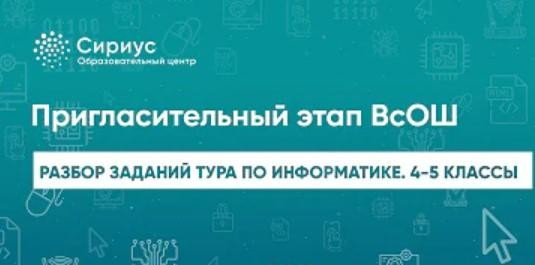 Сириус
Образовательный центр
Пригласительный этап ВсОШ
РАЗБОР ЗАДАНИЙ ТУРА ПО ИНФОРМАТИКЕ. 4-5 КЛАССЫ